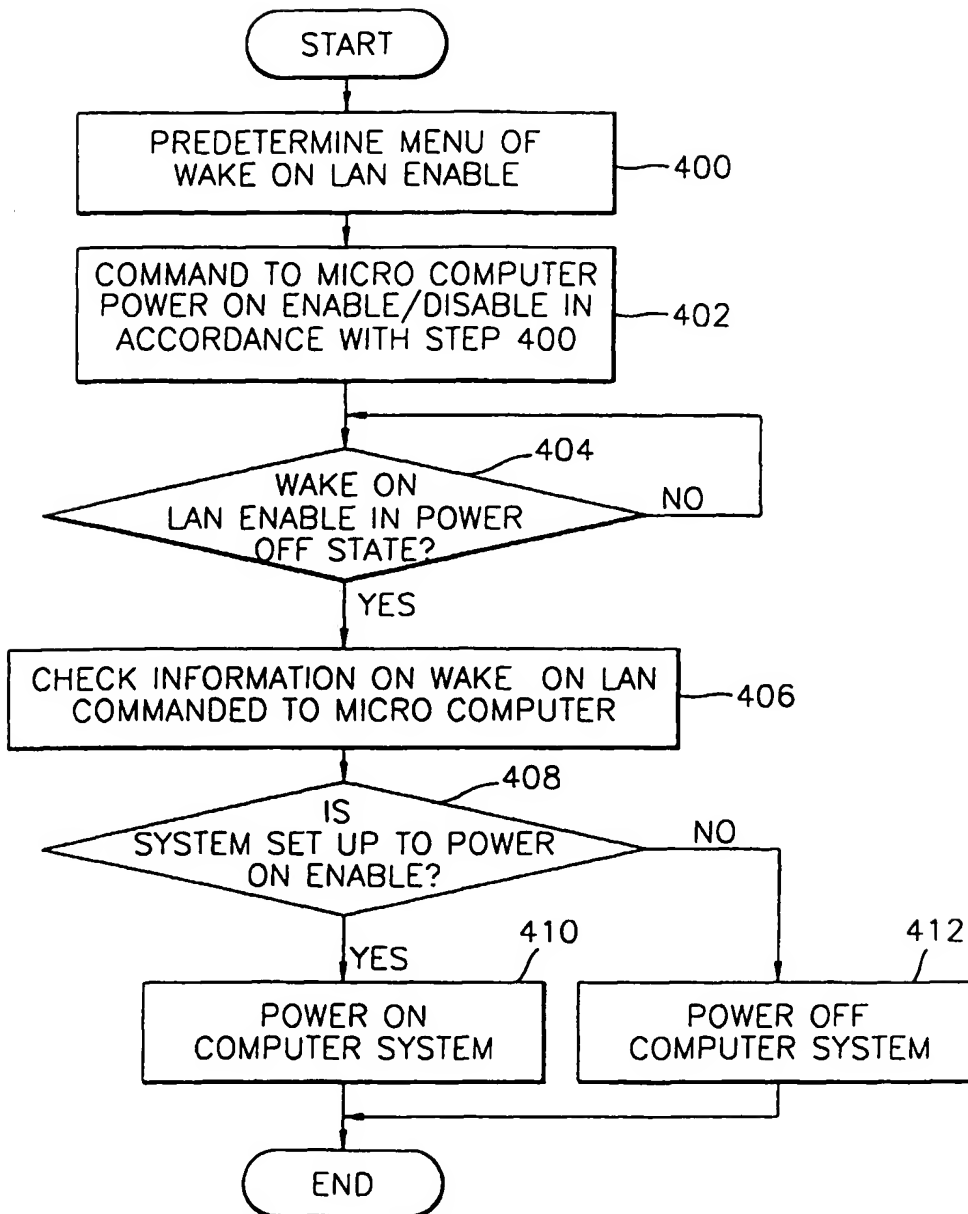 START
PREDETERMINE MENU OF
WAKE ON LAN ENABLE
400
COMMAND TO MICRO COMPUTER
POWER ON ENABLE/DISABLE IN
ACCORDANCE WITH STEP 400
402
404
WAKE ON
LAN ENABLE IN POWER
OFF STATE?
NO
YES
CHECK INFORMATION ON WAKE ON LAN
COMMANDED TO MICRO COMPUTER
406
408
IS
SYSTEM SET UP TO POWER
ON ENABLE?
NO
YES
410
412
POWER ON
COMPUTER SYSTEM
POWER OFF
COMPUTER SYSTEM
END